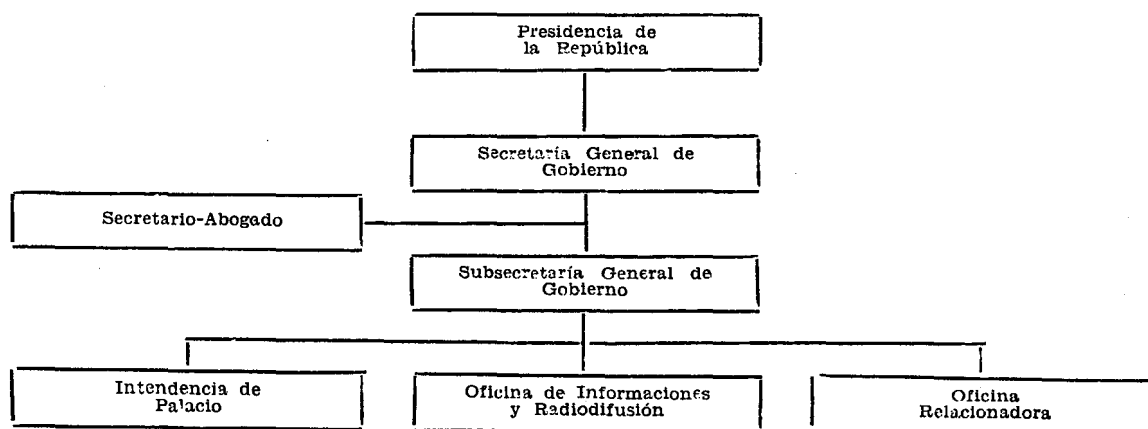 Presidencia de
la República
Secretaría General de
Gobierno
Secretario-Abogado
Subsecretaría General de
Gobierno
Intendencia de
Palacio
Oficina de Informaciones
y Radiodifusión
Oficina
Relacionadora